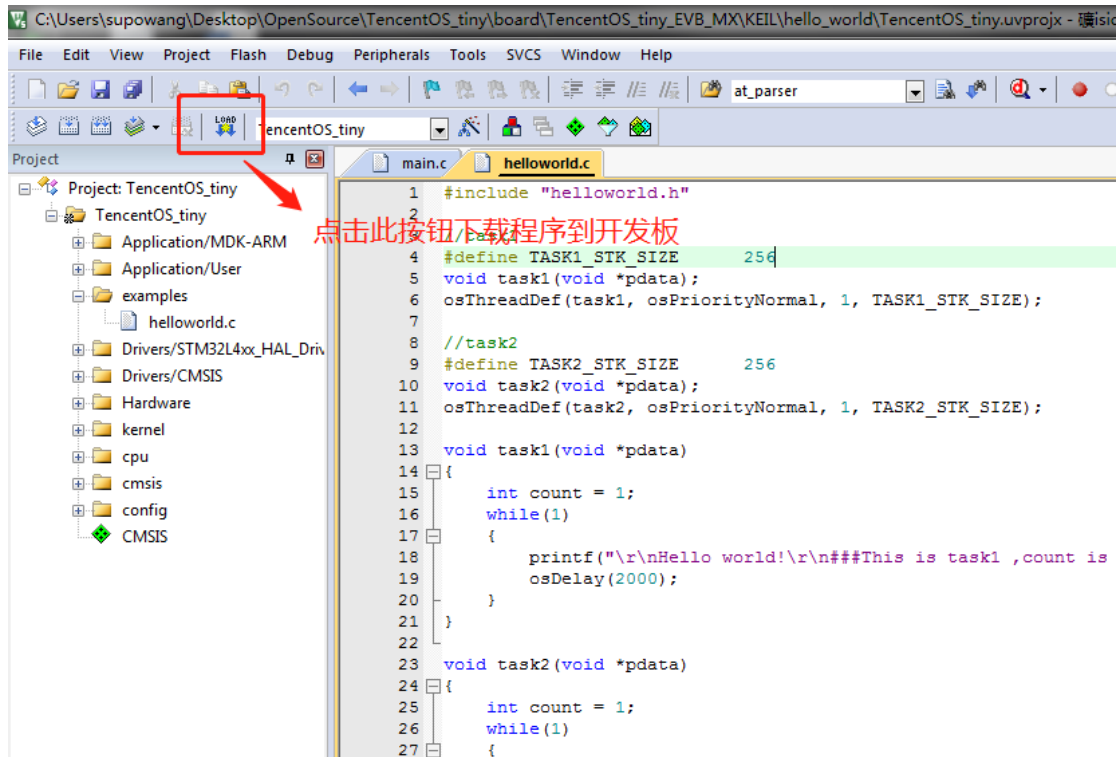 C:\Users\supowang\Desktop\OpenSource\TencentOS_tiny\board\TencentOS_tiny_EVB_MX\KEIL\hello_world\TencentOS_tiny.uvprojx - 礦isio
File Edit View Project Flash Debug Peripherals Tools SVCS Window Help
at_parser
LOAD
TencentOS_tiny
Project
main.c
helloworld.c
Project: TencentOS_tiny
TencentOS_tiny
Application/MDK-ARM
Application/User
examples
helloworld.c
Drivers/STM32L4xx_HAL_Driv
Drivers/CMSIS
Hardware
kernel
cpu
cmsis
config
CMSIS
点击此按钮下载程序到开发板
1 #include "helloworld.h"
2
3 //task1
4 #define TASK1_STK_SIZE 256
5 void task1(void *pdata);
6 osThreadDef(task1, osPriorityNormal, 1, TASK1_STK_SIZE);
7
8 //task2
9 #define TASK2_STK_SIZE 256
10 void task2(void *pdata);
11 osThreadDef(task2, osPriorityNormal, 1, TASK2_STK_SIZE);
12
13 void task1(void *pdata)
14 {
15 int count = 1;
16 while(1)
17 {
18 printf("\r\nHello world!\r\n###This is task1 ,count is
19 osDelay(2000);
20 }
21 }
22
23 void task2(void *pdata)
24 {
25 int count = 1;
26 while(1)
27 {